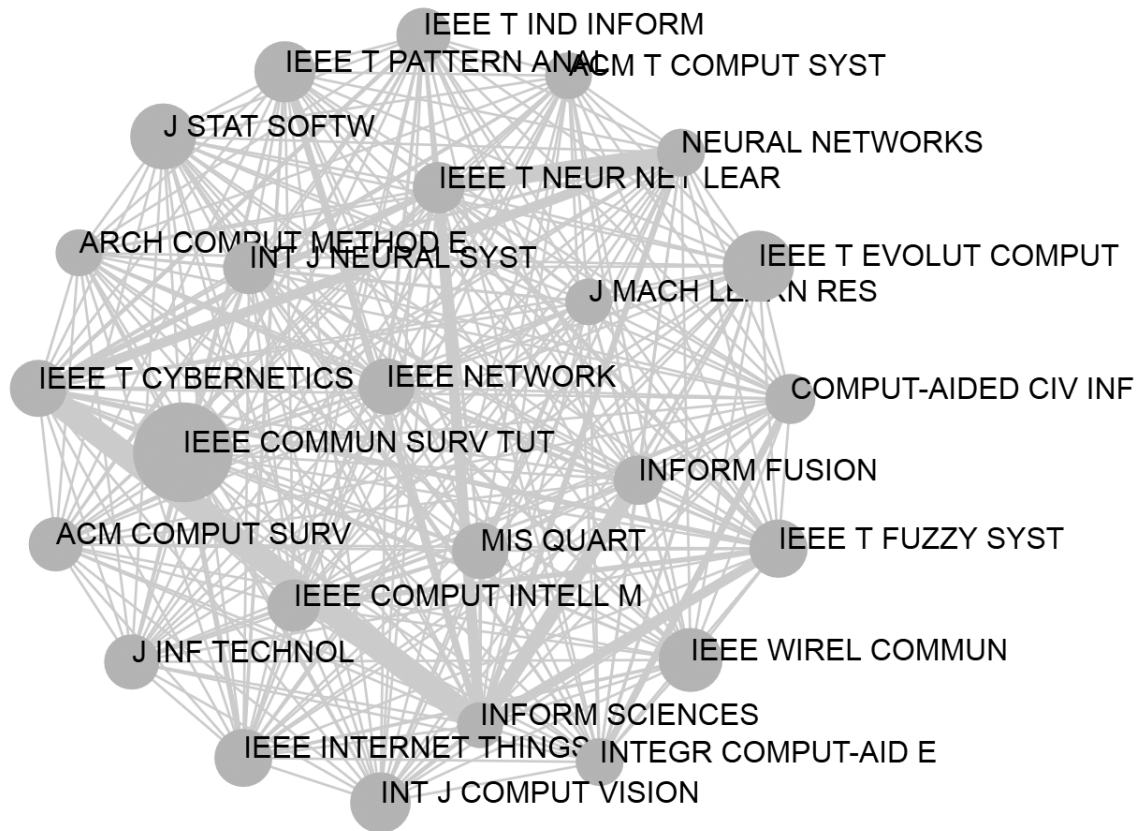 IEEE T IND INFORM
IEEE T PATTERN ANAL
ACM T COMPUT SYST
J STAT SOFTW
NEURAL NETWORKS
IEEE T NEUR NET LEAR
ARCH COMPUT METHOD E
INT J NEURAL SYST
IEEE T EVOLUT COMPUT
J MACH LEARN RES
IEEE T CYBERNETICS
IEEE NETWORK
COMPUT-AIDED CIV INF
IEEE COMMUN SURV TUT
INFORM FUSION
ACM COMPUT SURV
MIS QUART
IEEE T FUZZY SYST
IEEE COMPUT INTELL M
J INF TECHNOL
IEEE WIREL COMMUN
INFORM SCIENCES
IEEE INTERNET THINGS
INTEGR COMPUT-AID E
INT J COMPUT VISION